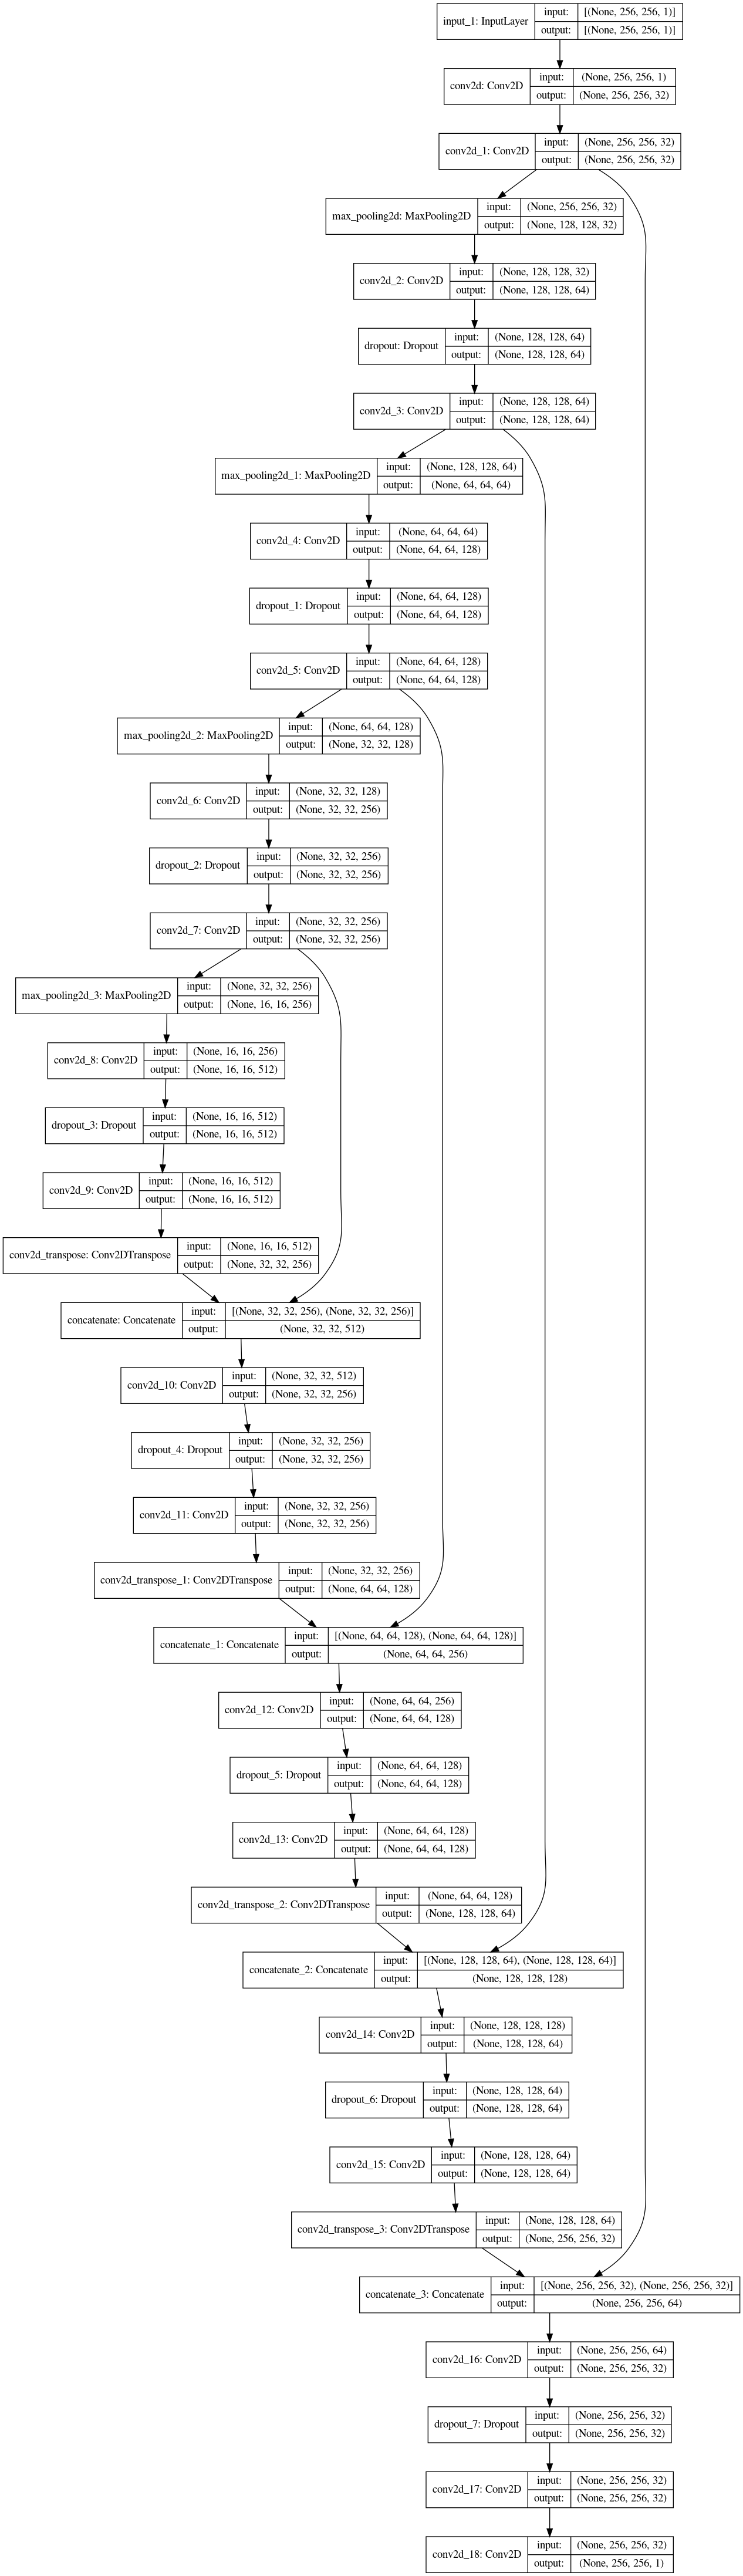 input_1: InputLayer
input: [(None, 256, 256, 1)]
output: [(None, 256, 256, 1)]
conv2d: Conv2D
input: (None, 256, 256, 1)
output: (None, 256, 256, 32)
conv2d_1: Conv2D
input: (None, 256, 256, 32)
output: (None, 256, 256, 32)
max_pooling2d: MaxPooling2D
input: (None, 256, 256, 32)
output: (None, 128, 128, 32)
conv2d_2: Conv2D
input: (None, 128, 128, 32)
output: (None, 128, 128, 64)
dropout: Dropout
input: (None, 128, 128, 64)
output: (None, 128, 128, 64)
conv2d_3: Conv2D
input: (None, 128, 128, 64)
output: (None, 128, 128, 64)
max_pooling2d_1: MaxPooling2D
input: (None, 128, 128, 64)
output: (None, 64, 64, 64)
conv2d_4: Conv2D
input: (None, 64, 64, 64)
output: (None, 64, 64, 128)
dropout_1: Dropout
input: (None, 64, 64, 128)
output: (None, 64, 64, 128)
conv2d_5: Conv2D
input: (None, 64, 64, 128)
output: (None, 64, 64, 128)
max_pooling2d_2: MaxPooling2D
input: (None, 64, 64, 128)
output: (None, 32, 32, 128)
conv2d_6: Conv2D
input: (None, 32, 32, 128)
output: (None, 32, 32, 256)
dropout_2: Dropout
input: (None, 32, 32, 256)
output: (None, 32, 32, 256)
conv2d_7: Conv2D
input: (None, 32, 32, 256)
output: (None, 32, 32, 256)
max_pooling2d_3: MaxPooling2D
input: (None, 32, 32, 256)
output: (None, 16, 16, 256)
conv2d_8: Conv2D
input: (None, 16, 16, 256)
output: (None, 16, 16, 512)
dropout_3: Dropout
input: (None, 16, 16, 512)
output: (None, 16, 16, 512)
conv2d_9: Conv2D
input: (None, 16, 16, 512)
output: (None, 16, 16, 512)
conv2d_transpose: Conv2DTranspose
input: (None, 16, 16, 512)
output: (None, 32, 32, 256)
concatenate: Concatenate
input: [(None, 32, 32, 256), (None, 32, 32, 256)]
output: (None, 32, 32, 512)
conv2d_10: Conv2D
input: (None, 32, 32, 512)
output: (None, 32, 32, 256)
dropout_4: Dropout
input: (None, 32, 32, 256)
output: (None, 32, 32, 256)
conv2d_11: Conv2D
input: (None, 32, 32, 256)
output: (None, 32, 32, 256)
conv2d_transpose_1: Conv2DTranspose
input: (None, 32, 32, 256)
output: (None, 64, 64, 128)
concatenate_1: Concatenate
input: [(None, 64, 64, 128), (None, 64, 64, 128)]
output: (None, 64, 64, 256)
conv2d_12: Conv2D
input: (None, 64, 64, 256)
output: (None, 64, 64, 128)
dropout_5: Dropout
input: (None, 64, 64, 128)
output: (None, 64, 64, 128)
conv2d_13: Conv2D
input: (None, 64, 64, 128)
output: (None, 64, 64, 128)
conv2d_transpose_2: Conv2DTranspose
input: (None, 64, 64, 128)
output: (None, 128, 128, 64)
concatenate_2: Concatenate
input: [(None, 128, 128, 64), (None, 128, 128, 64)]
output: (None, 128, 128, 128)
conv2d_14: Conv2D
input: (None, 128, 128, 128)
output: (None, 128, 128, 64)
dropout_6: Dropout
input: (None, 128, 128, 64)
output: (None, 128, 128, 64)
conv2d_15: Conv2D
input: (None, 128, 128, 64)
output: (None, 128, 128, 64)
conv2d_transpose_3: Conv2DTranspose
input: (None, 128, 128, 64)
output: (None, 256, 256, 32)
concatenate_3: Concatenate
input: [(None, 256, 256, 32), (None, 256, 256, 32)]
output: (None, 256, 256, 64)
conv2d_16: Conv2D
input: (None, 256, 256, 64)
output: (None, 256, 256, 32)
dropout_7: Dropout
input: (None, 256, 256, 32)
output: (None, 256, 256, 32)
conv2d_17: Conv2D
input: (None, 256, 256, 32)
output: (None, 256, 256, 32)
conv2d_18: Conv2D
input: (None, 256, 256, 32)
output: (None, 256, 256, 1)